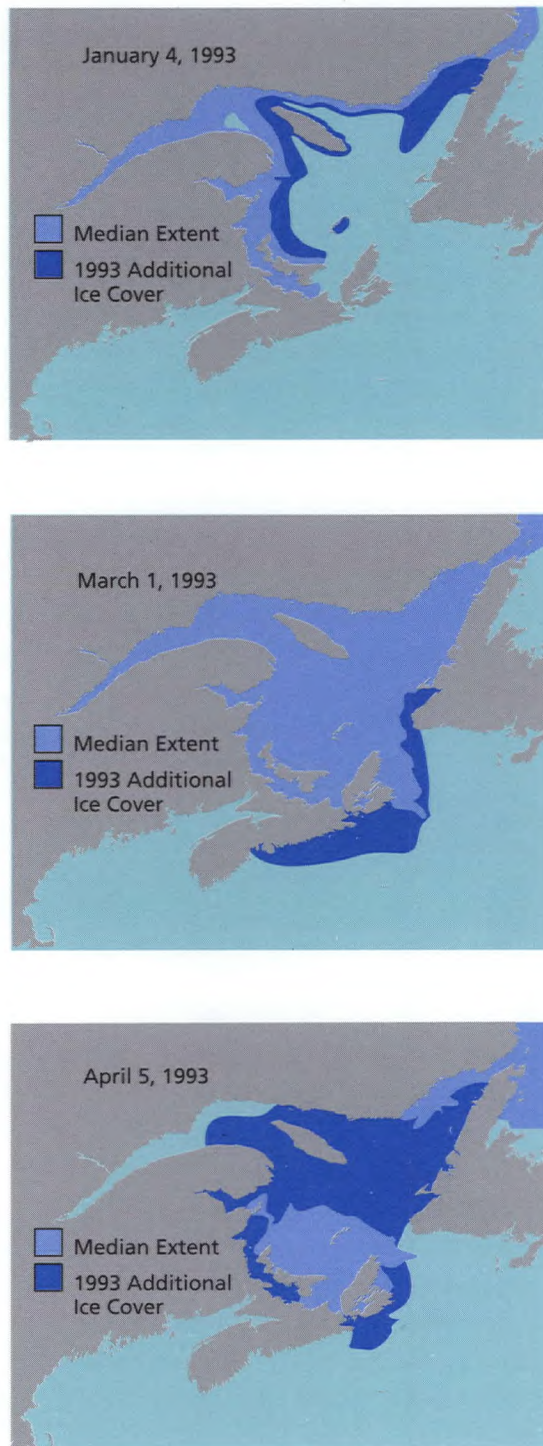 January 4, 1993
Median Extent
1993 Additional
Ice Cover
March 1, 1993
Median Extent
1993 Additional
Ice Cover
April 5, 1993
Median Extent
1993 Additional
Ice Cover